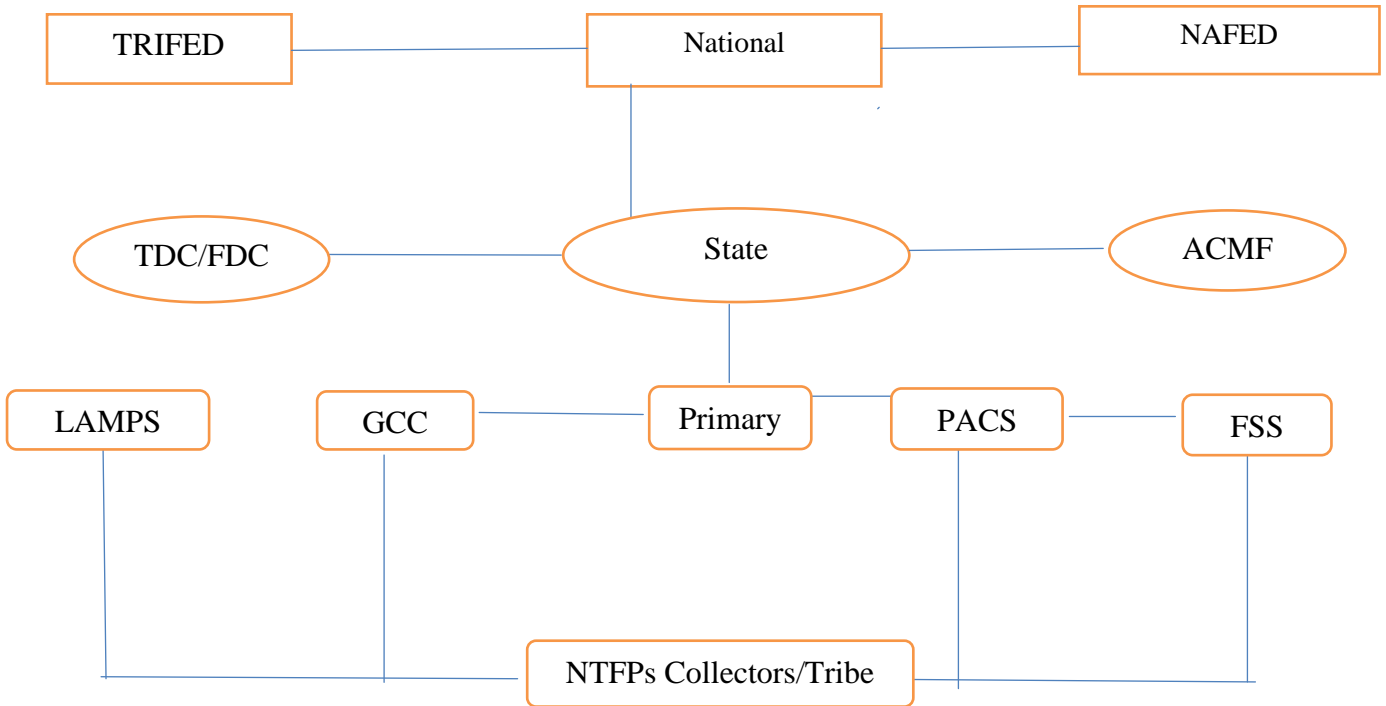 TRIFED
National
NAFED
TDC/FDC
State
ACMF
LAMPS
GCC
Primary
PACS
FSS
NTFPs Collectors/Tribe